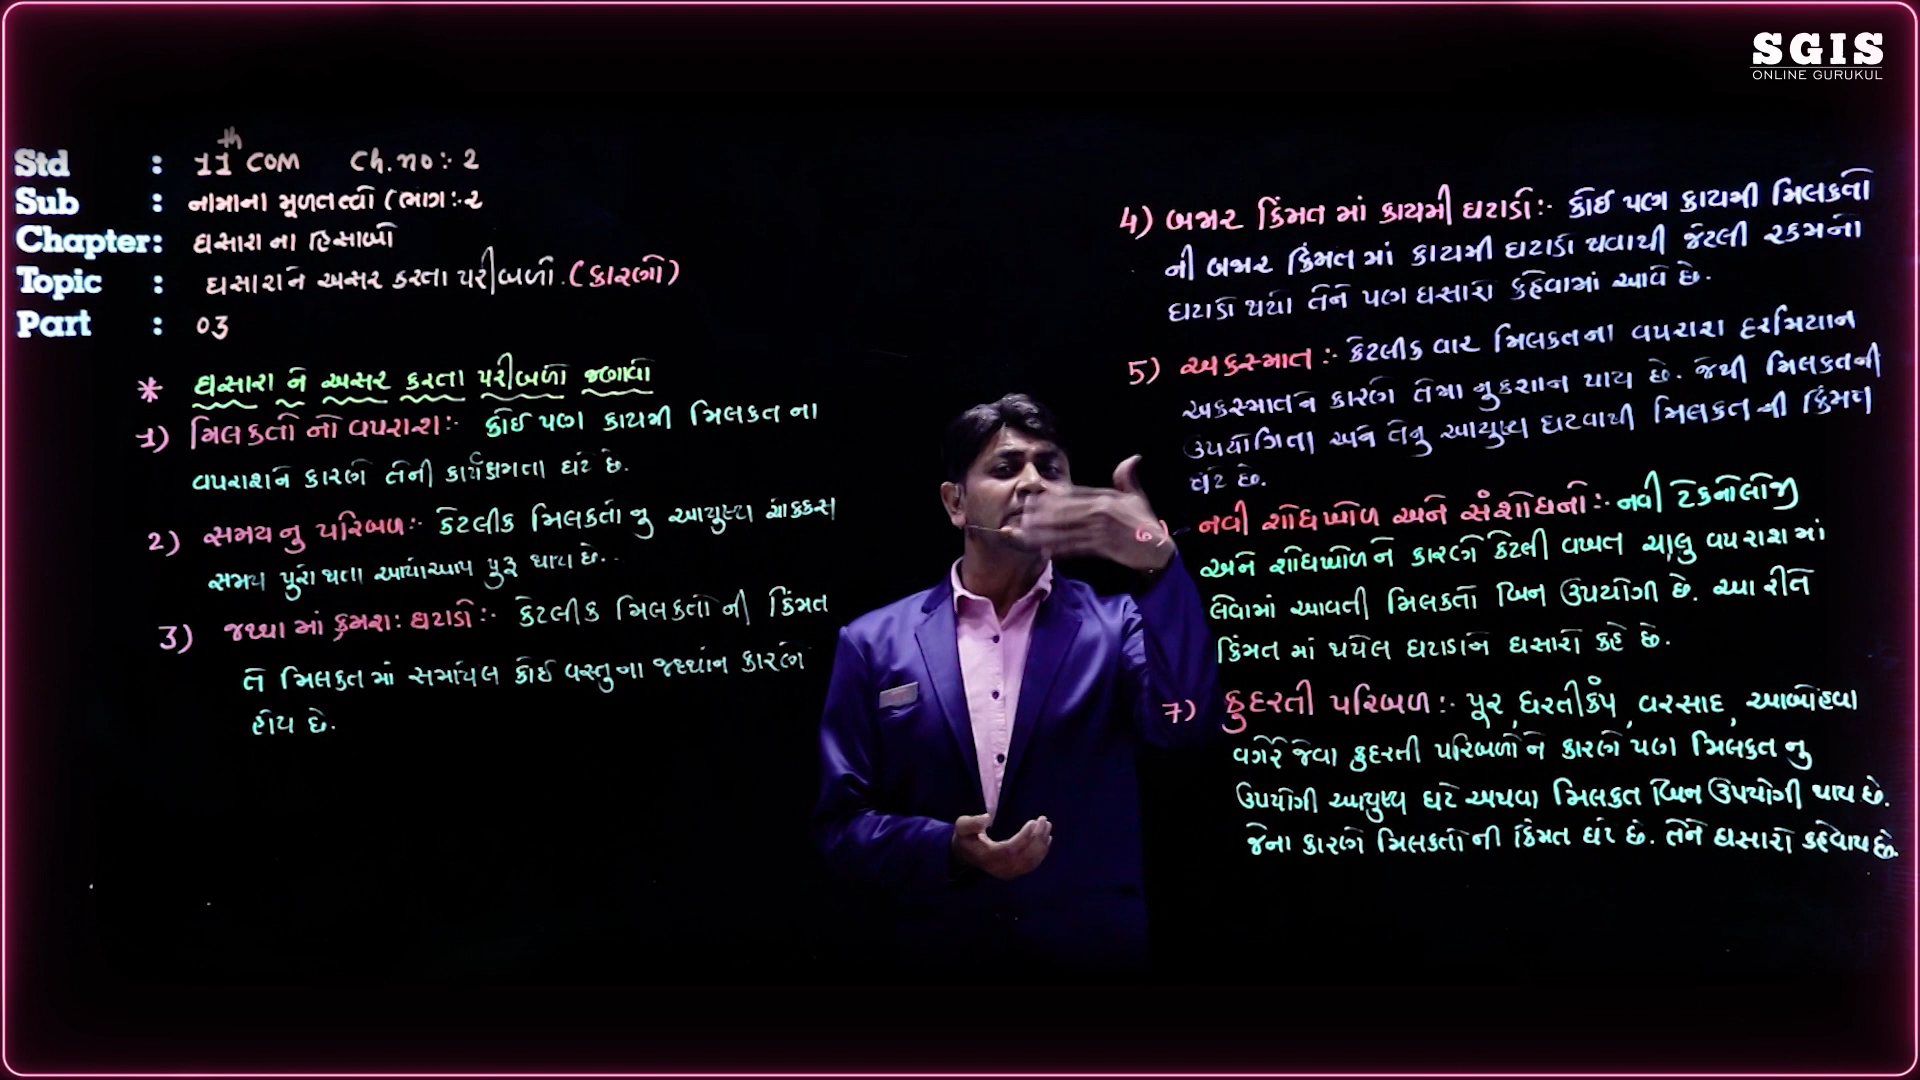 SGIS
ONLINE GURUKUL
Std : 11th COM Ch.no:- 2
Sub : નામાના મૂળતત્વો (ભાગ:-૨
Chapter: ઘસારા ના હિસાબો
Topic : ઘસારાને અસર કરતા પરીબળો. (કારણો)
Part : 03
* ઘસારા ને અસર કરતા પરીબળો જણાવો
1) મિલકતો નો વપરાશ:- કોઈ પણ કાયમી મિલકત ના
વપરાશને કારણે તેની કાર્યક્ષમતા ઘટે છે.
2) સમય નુ પરિબળ:- કેટલીક મિલકતો નુ આયુષ્ય ચોક્કસ
સમય પૂરો થતા આપોઆપ પુરૂ થાય છે.
3) જથ્થા માં ક્રમશ: ઘટાડો:- કેટલીક મિલકતો ની કિંમત
તે મિલકત માં સમાયેલ કોઈ વસ્તુ ના જથ્થાને કારણે
હોય છે.
4) બજાર કિંમત માં કાયમી ઘટાડો:- કોઈ પણ કાયમી મિલકતો
ની બજાર કિંમત માં કાયમી ઘટાડો થવાથી જેટલી રકમનો
ઘટાડો થયો તેને પણ ઘસારો કહેવામાં આવે છે.
5) અકસ્માત:- કેટલીક વાર મિલકત ના વપરાશ દરમિયાન
અકસ્માતને કારણે તેમા નુકશાન થાય છે. જેથી મિલકતની
ઉપયોગિતા અને તેનુ આયુષ્ય ઘટવાથી મિલકત ની કિંમત
ઘટે છે.
નવી શોધખોળ અને સંશોધનો:- નવી ટેકનોલોજી
અને શોધખોળ ને કારણે કેટલી વખત ચાલુ વપરાશ માં
લેવામાં આવતી મિલકતો બિન ઉપયોગી છે. આ રીતે
કિંમત માં થયેલ ઘટાડાને ઘસારો કહે છે.
7) કુદરતી પરિબળ:- પૂર, ધરતીકંપ, વરસાદ, આબોહવા
વગેરે જેવા કુદરતી પરિબળો ને કારણે પણ મિલકત નુ
ઉપયોગી આયુષ્ય ઘટે અથવા મિલકત બિન ઉપયોગી થાય છે.
જેના કારણે મિલકતો ની કિંમત ઘટે છે. તેને ઘસારો કહેવાય છે.